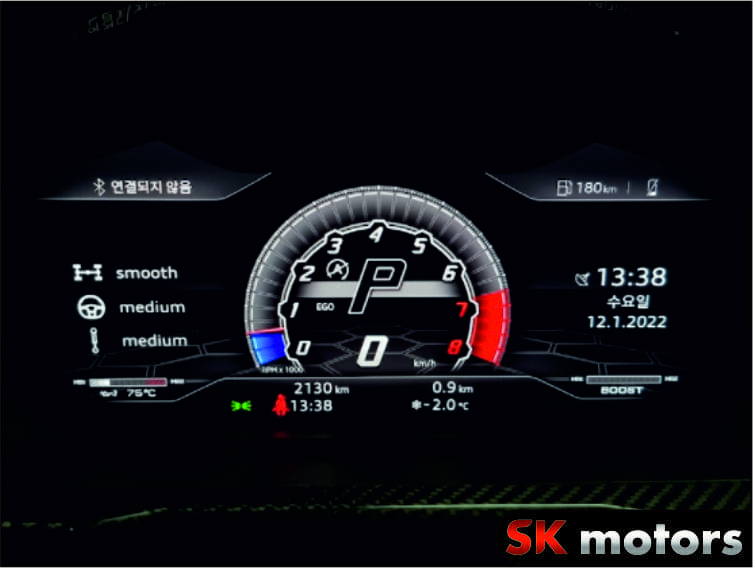 연결되지 않음
180 km
smooth
medium
medium
0
1
2
3
4
5
6
7
8
P
EGO
0
km/h
RPM x 1000
13:38
수요일
12.1.2022
75°C
BOOST
2130 km
0.9 km
13:38
-2.0 °C
SK motors